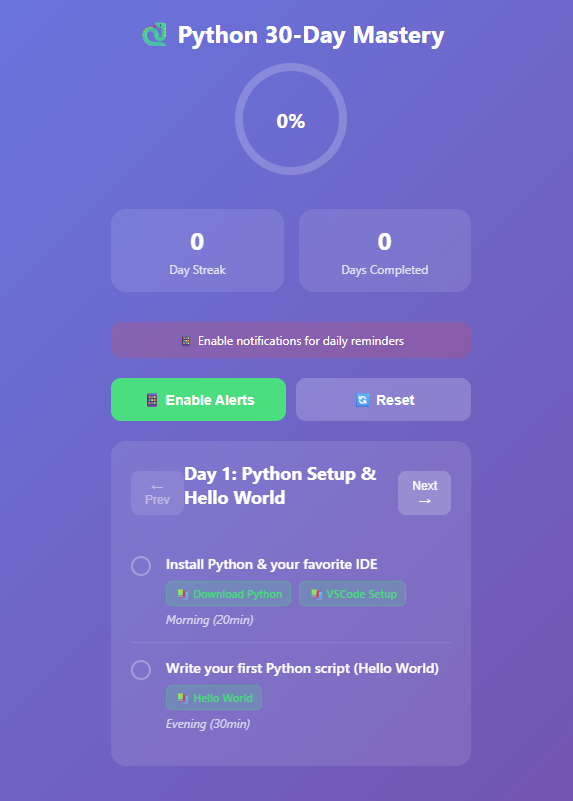 Python 30-Day Mastery
0%
0
Day Streak
0
Days Completed
Enable notifications for daily reminders
Enable Alerts
Reset
← Prev
Day 1: Python Setup &
Hello World
Next →
Install Python & your favorite IDE
Download Python
VSCode Setup
Morning (20min)
Write your first Python script (Hello World)
Hello World
Evening (30min)